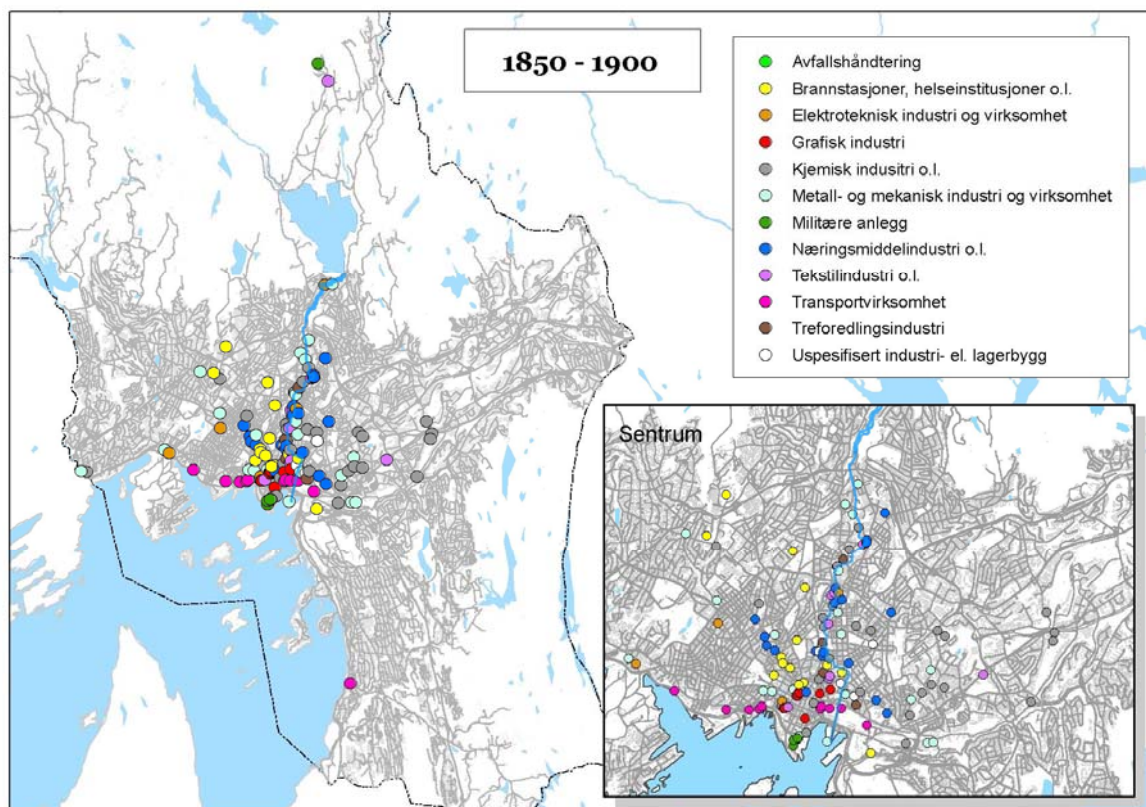 1850 - 1900
Avfallshåndtering
Brannstasjoner, helseinstitusjoner o.l.
Elektroteknisk industri og virksomhet
Grafisk industri
Kjemisk indusitri o.l.
Metall- og mekanisk industri og virksomhet
Militære anlegg
Næringsmiddelindustri o.l.
Tekstilindustri o.l.
Transportvirksomhet
Treforedlingsindustri
Uspesifisert industri- el. lagerbygg
Sentrum